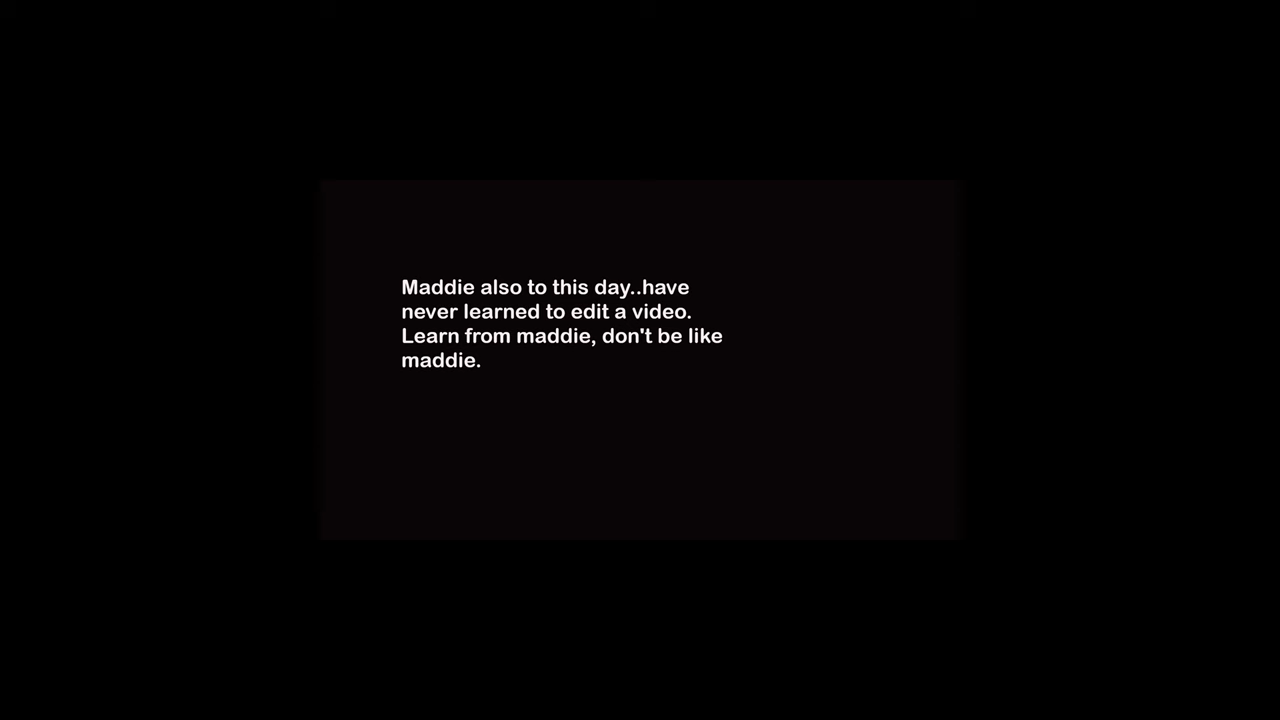 Maddie also to this day..have
never learned to edit a video.
Learn from maddie, don't be like
maddie.